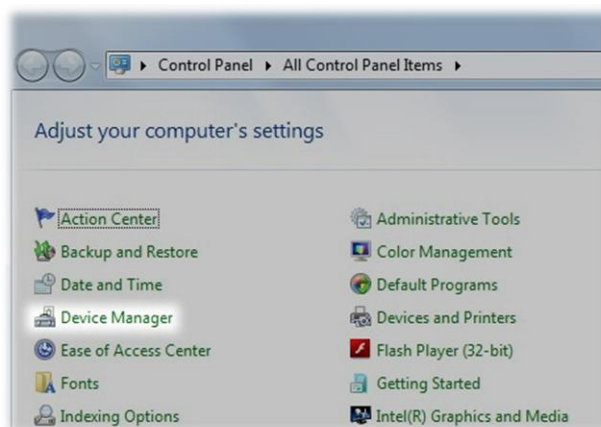 Control Panel ▸ All Control Panel Items ▸
Adjust your computer's settings
Action Center
Administrative Tools
Backup and Restore
Color Management
Date and Time
Default Programs
Device Manager
Devices and Printers
Ease of Access Center
Flash Player (32-bit)
Fonts
Getting Started
Indexing Options
Intel(R) Graphics and Media